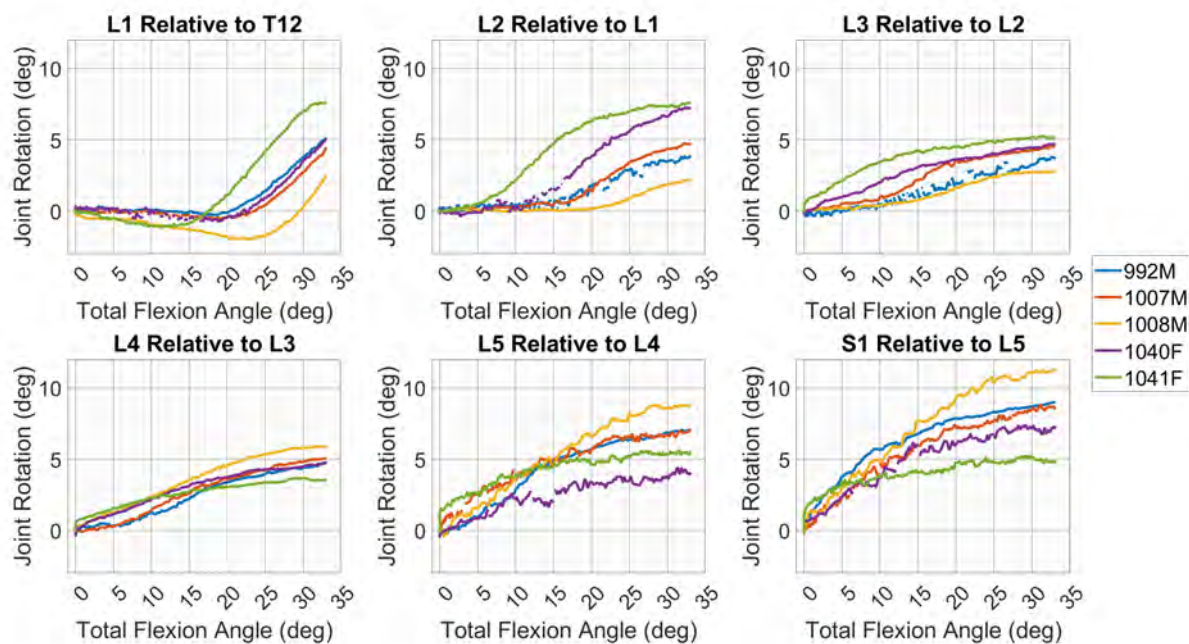 L1 Relative to T12
L2 Relative to L1
L3 Relative to L2
Joint Rotation (deg)
10
5
0
0 5 10 15 20 25 30 35
Total Flexion Angle (deg)
Joint Rotation (deg)
10
5
0
0 5 10 15 20 25 30 35
Total Flexion Angle (deg)
Joint Rotation (deg)
10
5
0
0 5 10 15 20 25 30 35
Total Flexion Angle (deg)
992M
1007M
1008M
1040F
1041F
L4 Relative to L3
L5 Relative to L4
S1 Relative to L5
Joint Rotation (deg)
10
5
0
0 5 10 15 20 25 30 35
Total Flexion Angle (deg)
Joint Rotation (deg)
10
5
0
0 5 10 15 20 25 30 35
Total Flexion Angle (deg)
Joint Rotation (deg)
10
5
0
0 5 10 15 20 25 30 35
Total Flexion Angle (deg)